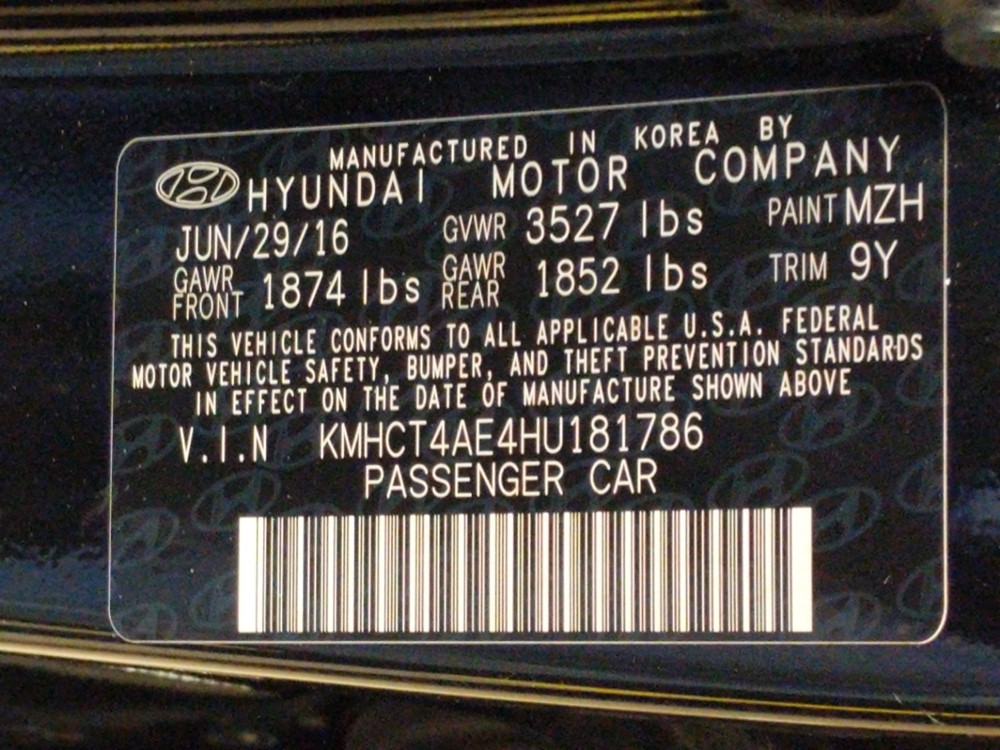 MANUFACTURED IN KOREA BY
HYUNDAI MOTOR COMPANY
JUN/29/16 GVWR 3527 lbs PAINT MZH
GAWR FRONT 1874 lbs GAWR REAR 1852 lbs TRIM 9Y
THIS VEHICLE CONFORMS TO ALL APPLICABLE U.S.A. FEDERAL
MOTOR VEHICLE SAFETY, BUMPER, AND THEFT PREVENTION STANDARDS
IN EFFECT ON THE DATE OF MANUFACTURE SHOWN ABOVE
V.I.N KMHCT4AE4HU181786
PASSENGER CAR